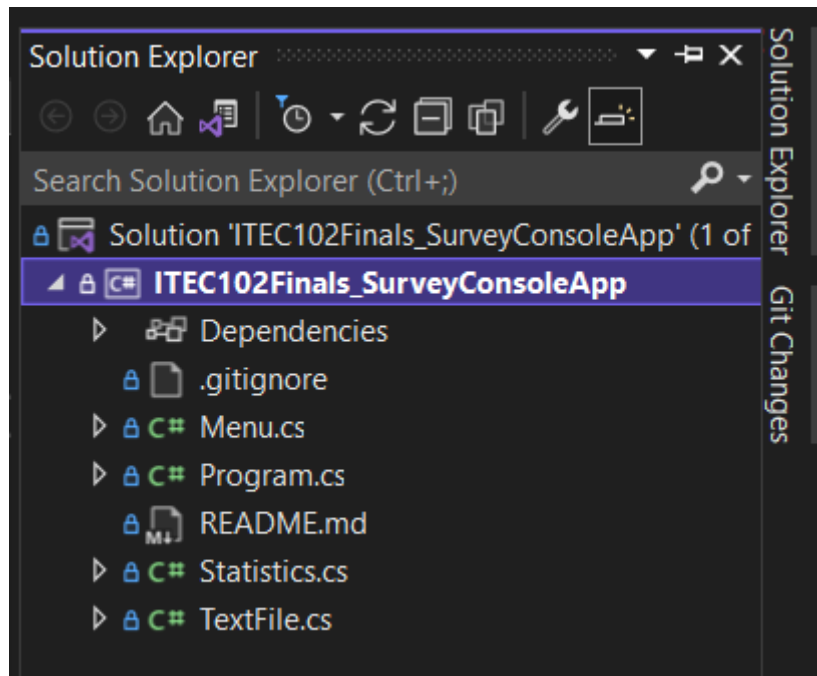 Solution Explorer
Search Solution Explorer (Ctrl+;)
Solution 'ITEC102Finals_SurveyConsoleApp' (1 of
C# ITEC102Finals_SurveyConsoleApp
Dependencies
.gitignore
C# Menu.cs
C# Program.cs
M↓ README.md
C# Statistics.cs
C# TextFile.cs
Solution Explorer
Git Changes